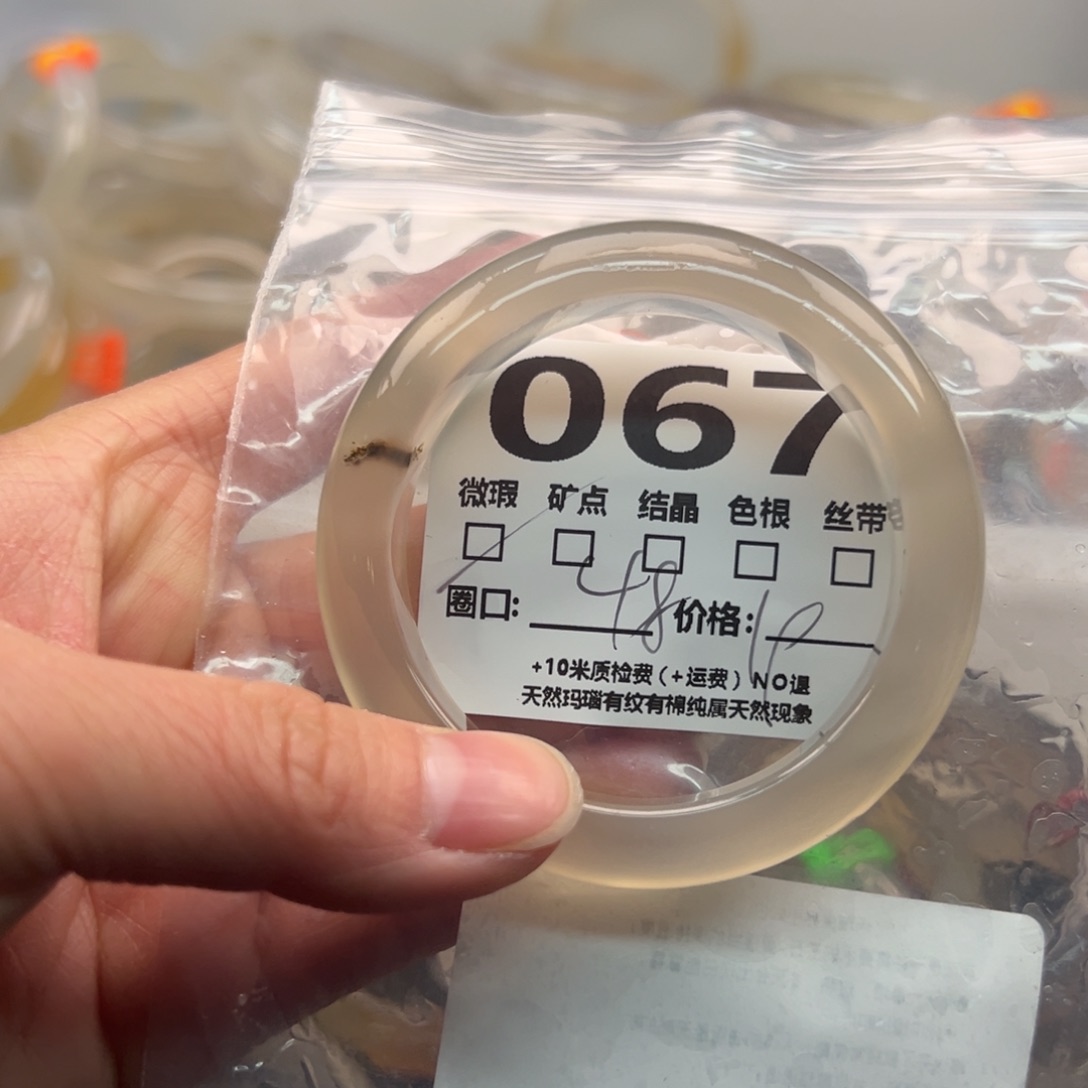 067
微瑕 矿点 结晶 色根 丝带
圈口: 48 价格:
+10米质检费(+运费)NO退
天然玛瑙有纹有棉纯属天然现象